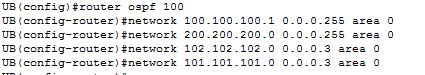 UB(config)#router ospf 100
UB(config-router)#network 100.100.100.1 0.0.0.255 area 0
UB(config-router)#network 200.200.200.0 0.0.0.255 area 0
UB(config-router)#network 102.102.102.0 0.0.0.3 area 0
UB(config-router)#network 101.101.101.0 0.0.0.3 area 0
UB(config-router)#